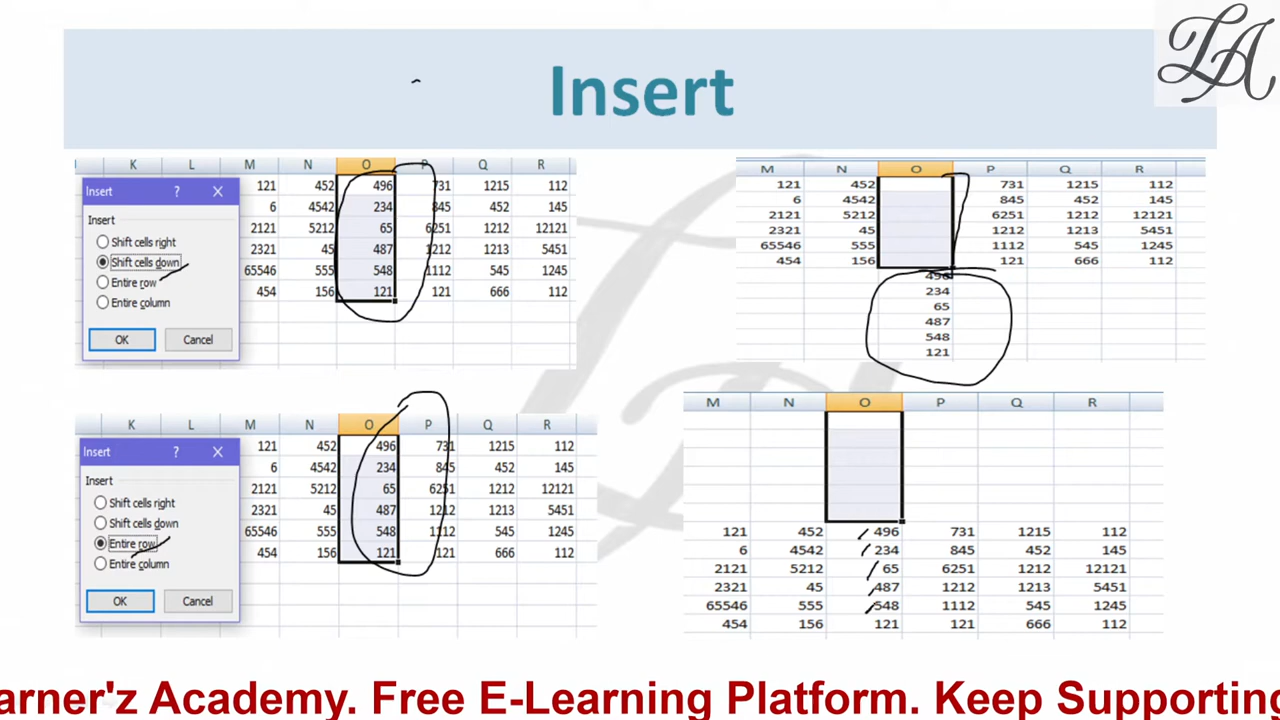 LA
Insert
K L M N O P Q R
Insert ? X
Insert
Shift cells right
Shift cells down
Entire row
Entire column
OK Cancel
121 452 496 731 1215 112
6 4542 234 845 452 145
2121 5212 65 6251 1212 12121
2321 45 487 1212 1213 5451
65546 555 548 1112 545 1245
454 156 121 121 666 112
M N O P Q R
121 452 731 1215 112
6 4542 845 452 145
2121 5212 6251 1212 12121
2321 45 1212 1213 5451
65546 555 1112 545 1245
454 156 121 666 112
496
234
65
487
548
121
K L M N O P Q R
Insert ? X
Insert
Shift cells right
Shift cells down
Entire row
Entire column
OK Cancel
121 452 496 731 1215 112
6 4542 234 845 452 145
2121 5212 65 6251 1212 12121
2321 45 487 1212 1213 5451
65546 555 548 1112 545 1245
454 156 121 121 666 112
M N O P Q R
121 452 496 731 1215 112
6 4542 234 845 452 145
2121 5212 65 6251 1212 12121
2321 45 487 1212 1213 5451
65546 555 548 1112 545 1245
454 156 121 121 666 112
arner'z Academy. Free E-Learning Platform. Keep Supporting